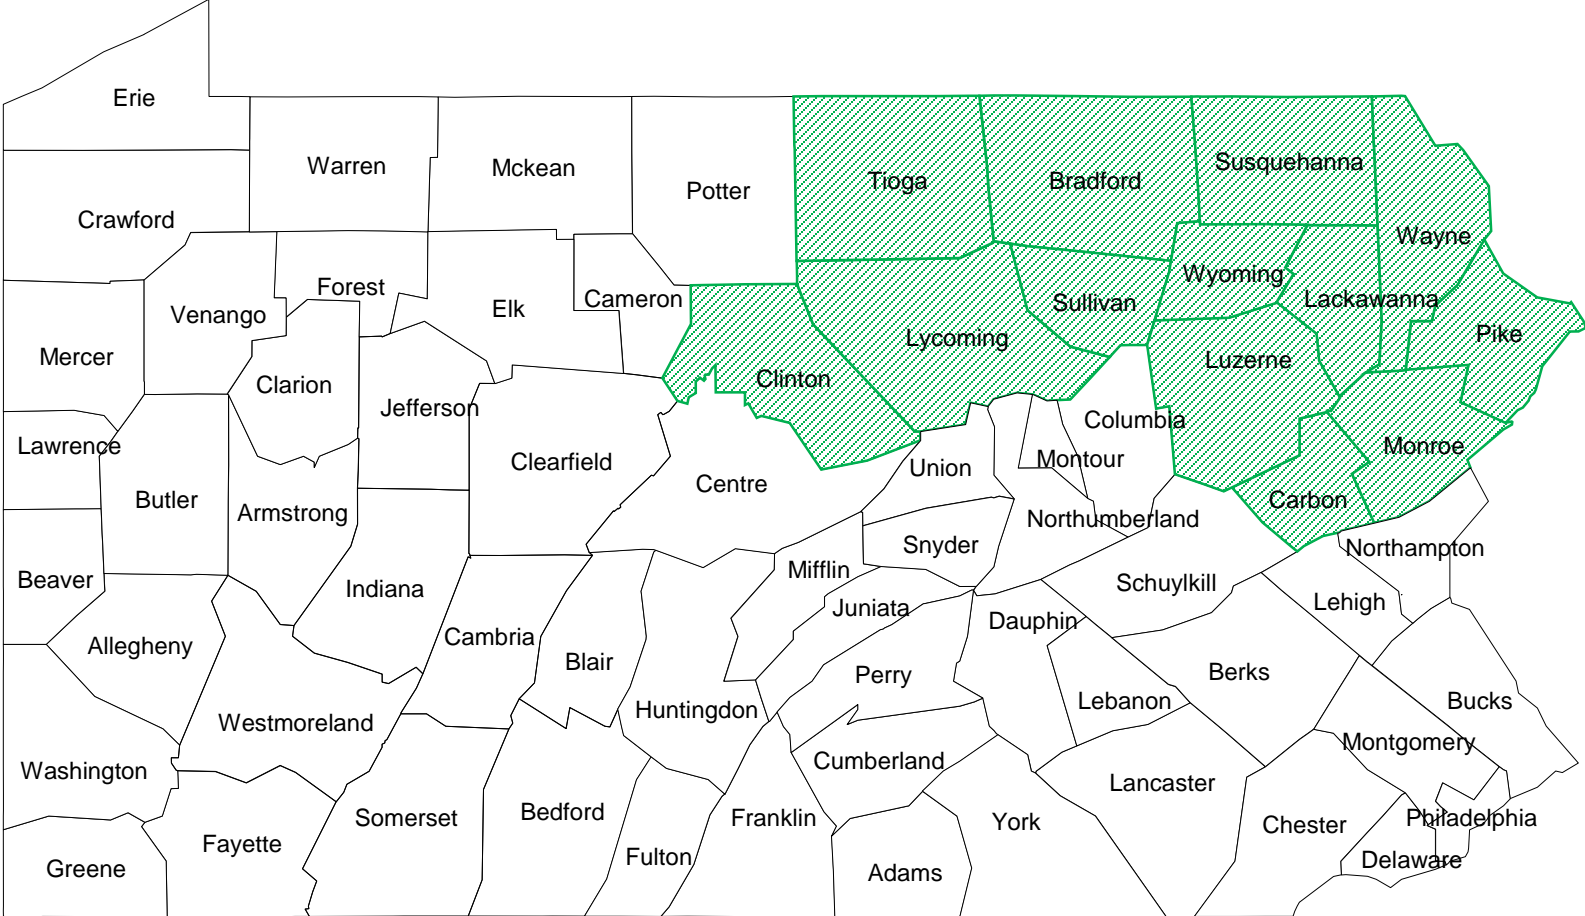 Erie
Warren
Mckean
Potter
Tioga
Bradford
Susquehanna
Crawford
Wayne
Forest
Venango
Elk
Cameron
Wyoming
Sullivan
Lackawanna
Lycoming
Pike
Mercer
Clarion
Clinton
Luzerne
Jefferson
Columbia
Lawrence
Clearfield
Centre
Union
Montour
Monroe
Butler
Armstrong
Carbon
Northumberland
Snyder
Northampton
Beaver
Indiana
Mifflin
Schuylkill
Juniata
Lehigh
Allegheny
Cambria
Blair
Dauphin
Perry
Berks
Westmoreland
Huntingdon
Lebanon
Bucks
Washington
Cumberland
Montgomery
Lancaster
Somerset
Bedford
Franklin
York
Chester
Philadelphia
Fayette
Fulton
Greene
Adams
Delaware